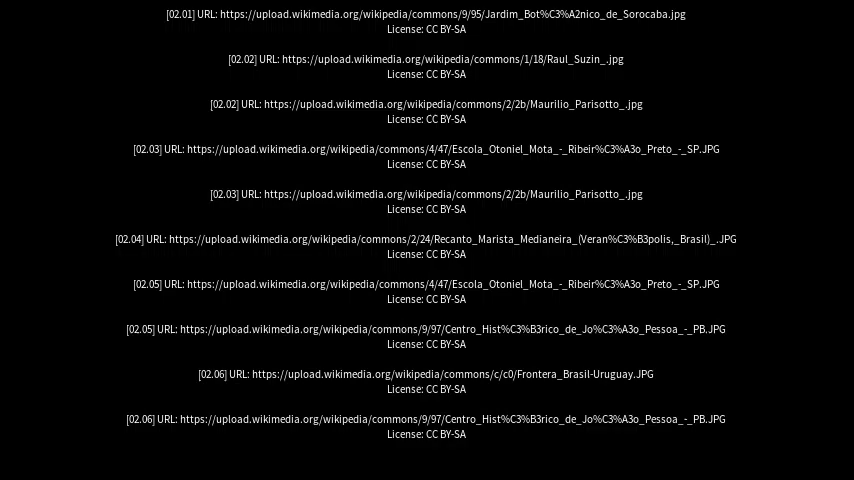 [02.01] URL: https://upload.wikimedia.org/wikipedia/commons/9/95/Jardim_Bot%C3%A2nico_de_Sorocaba.jpg
License: CC BY-SA
[02.02] URL: https://upload.wikimedia.org/wikipedia/commons/1/18/Raul_Suzin_.jpg
License: CC BY-SA
[02.02] URL: https://upload.wikimedia.org/wikipedia/commons/2/2b/Maurilio_Parisotto_.jpg
License: CC BY-SA
[02.03] URL: https://upload.wikimedia.org/wikipedia/commons/4/47/Escola_Otoniel_Mota_-_Ribeir%C3%A3o_Preto_-_SP.JPG
License: CC BY-SA
[02.03] URL: https://upload.wikimedia.org/wikipedia/commons/2/2b/Maurilio_Parisotto_.jpg
License: CC BY-SA
[02.04] URL: https://upload.wikimedia.org/wikipedia/commons/2/24/Recanto_Marista_Medianeira_(Veran%C3%B3polis,_Brasil)_.JPG
License: CC BY-SA
[02.05] URL: https://upload.wikimedia.org/wikipedia/commons/4/47/Escola_Otoniel_Mota_-_Ribeir%C3%A3o_Preto_-_SP.JPG
License: CC BY-SA
[02.05] URL: https://upload.wikimedia.org/wikipedia/commons/9/97/Centro_Hist%C3%B3rico_de_Jo%C3%A3o_Pessoa_-_PB.JPG
License: CC BY-SA
[02.06] URL: https://upload.wikimedia.org/wikipedia/commons/c/c0/Frontera_Brasil-Uruguay.JPG
License: CC BY-SA
[02.06] URL: https://upload.wikimedia.org/wikipedia/commons/9/97/Centro_Hist%C3%B3rico_de_Jo%C3%A3o_Pessoa_-_PB.JPG
License: CC BY-SA